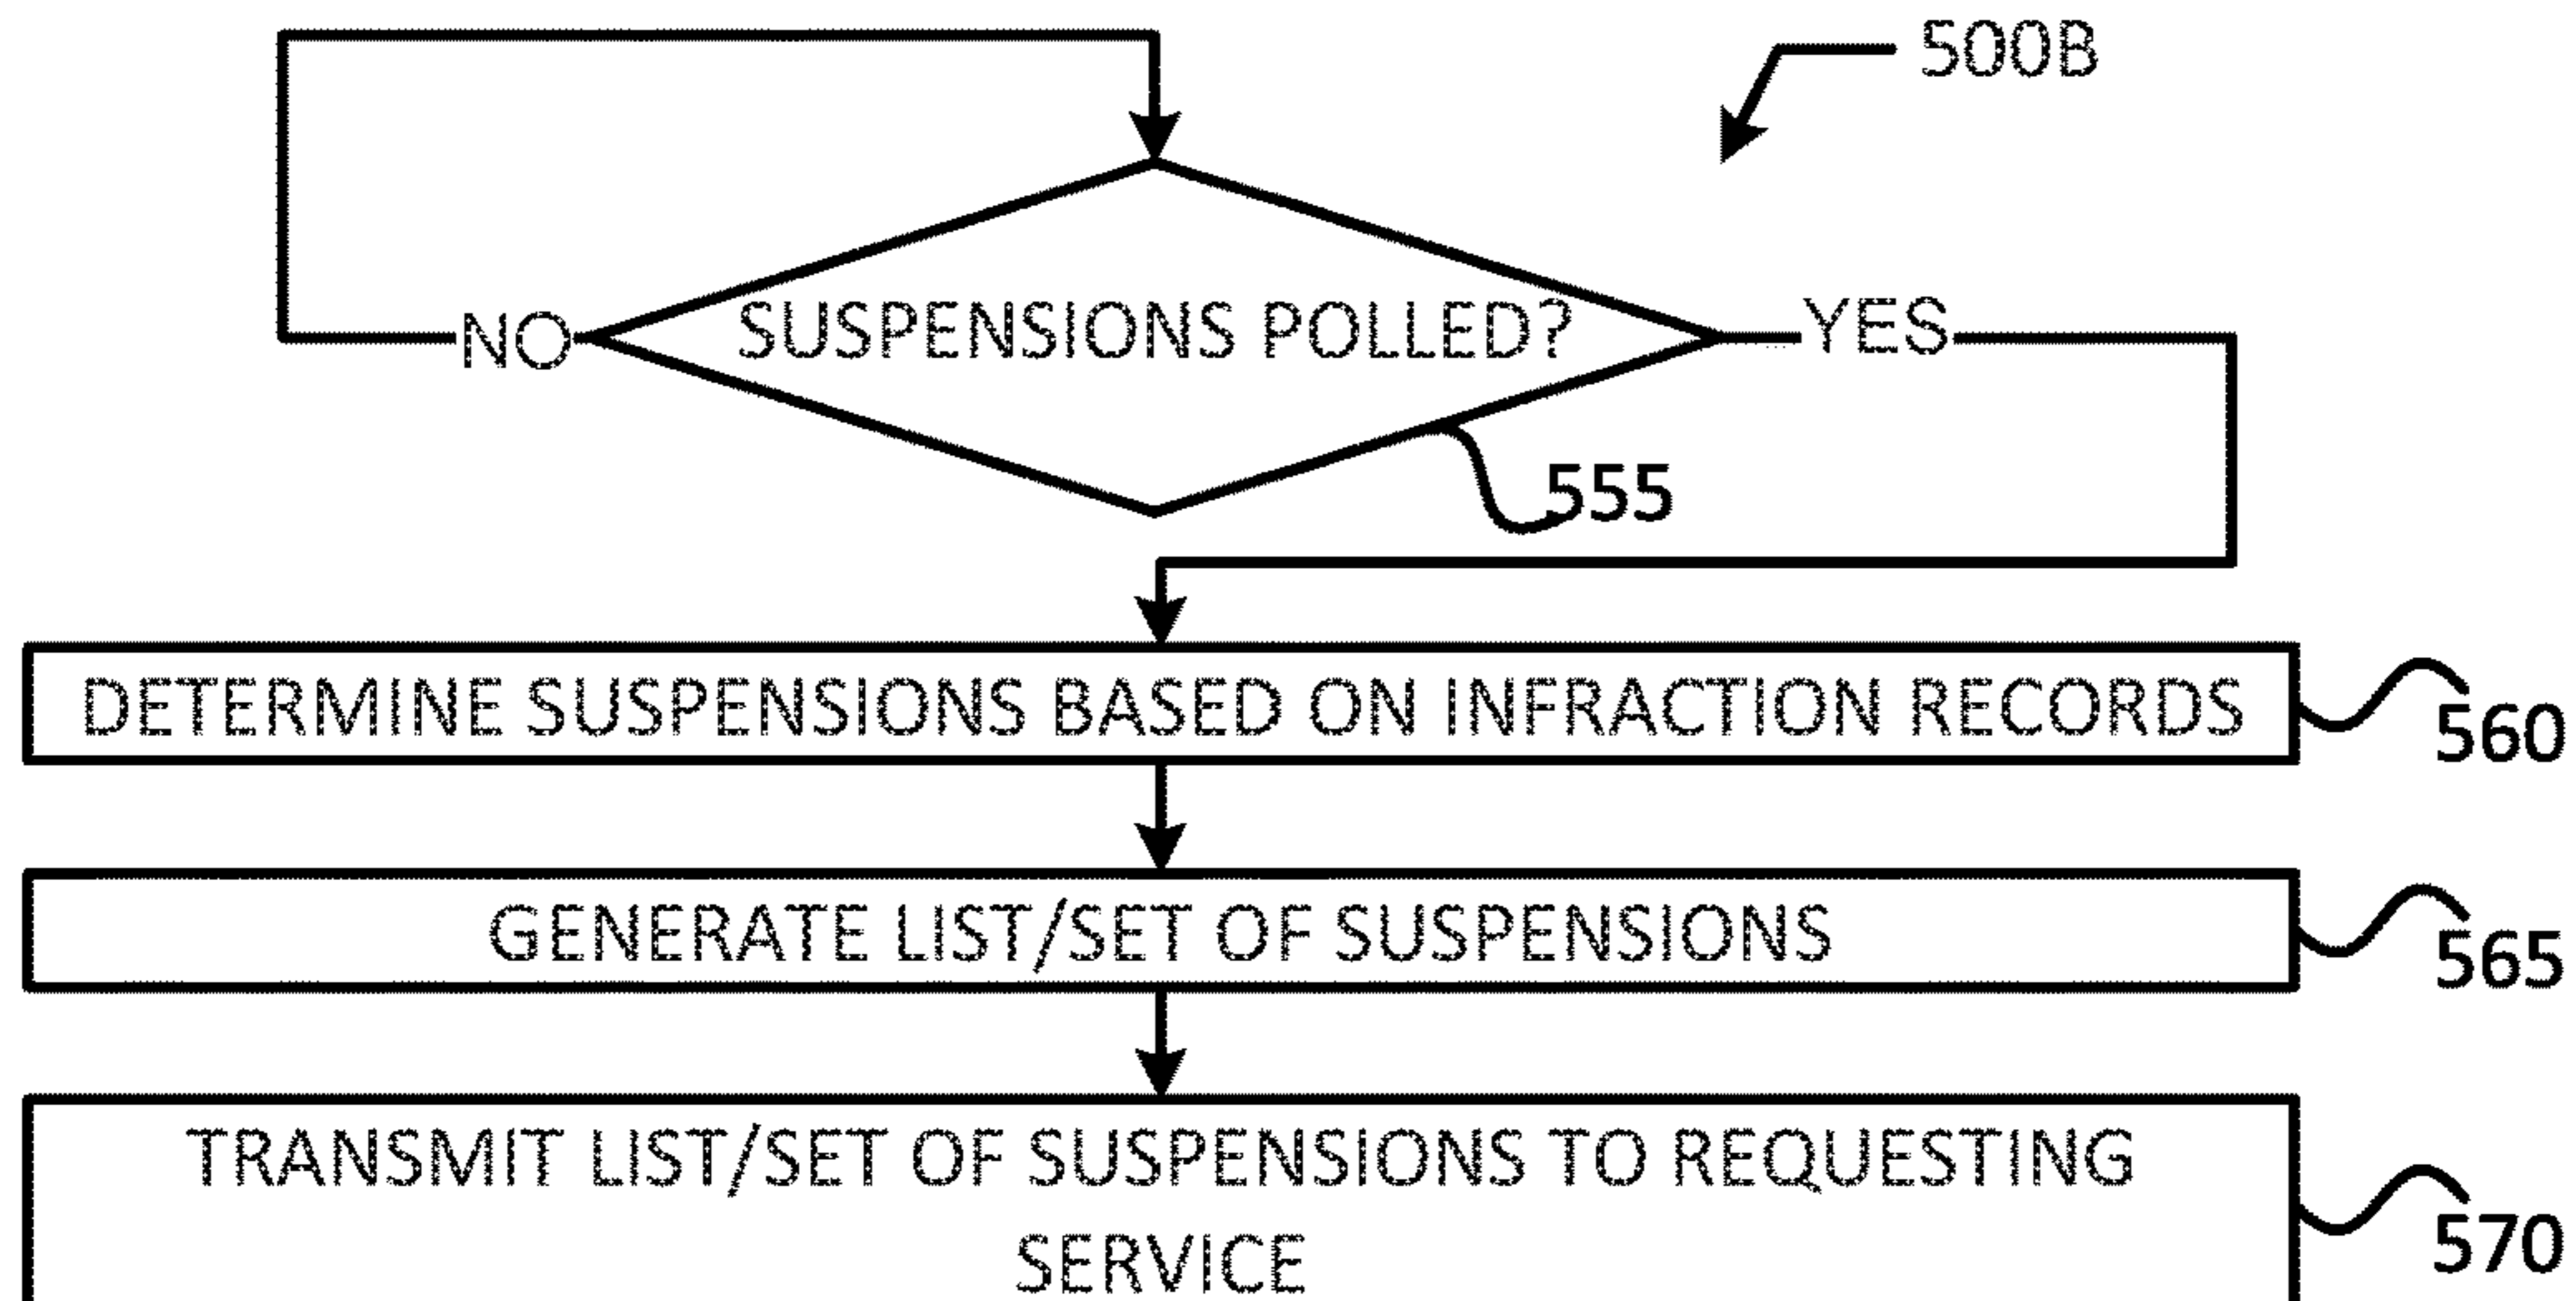 500B
SUSPENSIONS POLLED?
NO
YES
555
DETERMINE SUSPENSIONS BASED ON INFRACTION RECORDS
560
GENERATE LIST/SET OF SUSPENSIONS
565
TRANSMIT LIST/SET OF SUSPENSIONS TO REQUESTING
SERVICE
570